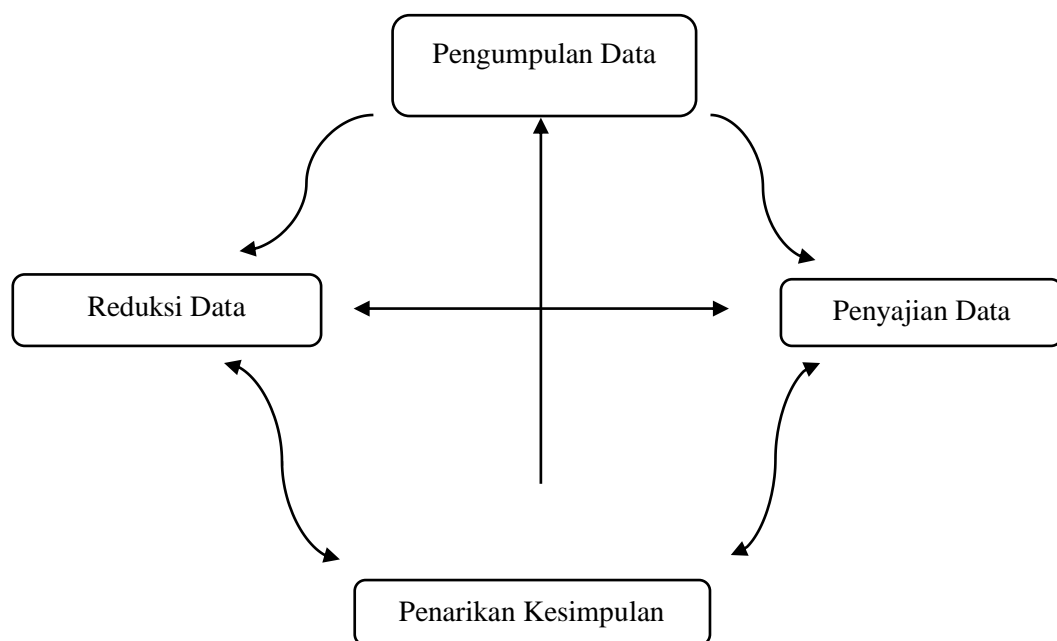 Pengumpulan Data
Reduksi Data
Penyajian Data
Penarikan Kesimpulan